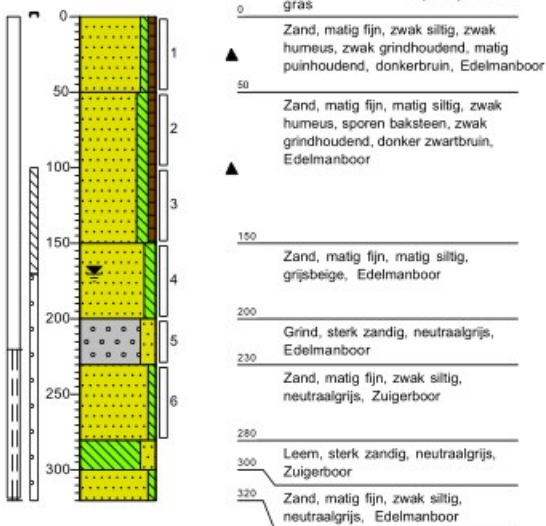 gras
0
Zand, matig fijn, zwak siltig, zwak
humeus, zwak grindhoudend, matig
puinhoudend, donkerbruin, Edelmanboor
50
Zand, matig fijn, matig siltig, zwak
humeus, sporen baksteen, zwak
grindhoudend, donker zwartbruin,
Edelmanboor
150
Zand, matig fijn, matig siltig,
grijsbeige, Edelmanboor
200
Grind, sterk zandig, neutraalgrijs,
Edelmanboor
230
Zand, matig fijn, zwak siltig,
neutraalgrijs, Zuigerboor
280
Leem, sterk zandig, neutraalgrijs,
Zuigerboor
300
320
Zand, matig fijn, zwak siltig,
neutraalgrijs, Edelmanboor
0
50
100
150
200
250
300
1
2
3
4
5
6